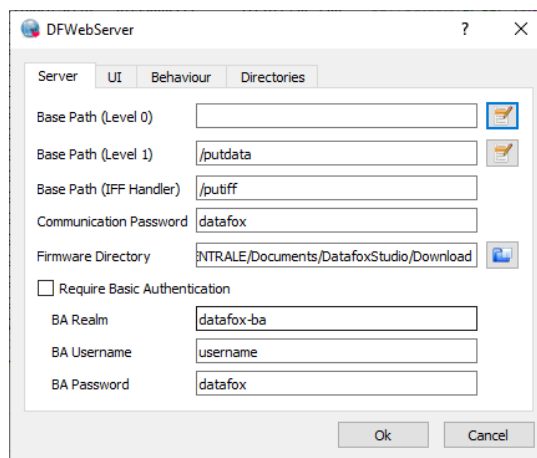 DFWebServer ?
Server UI Behaviour Directories
Base Path (Level 0)
Base Path (Level 1) /putdata
Base Path (IFF Handler) /putiff
Communication Password datafox
Firmware Directory ENTRALE/Documents/DatafoxStudio/Download
Require Basic Authentication
BA Realm datafox-ba
BA Username username
BA Password datafox
Ok Cancel